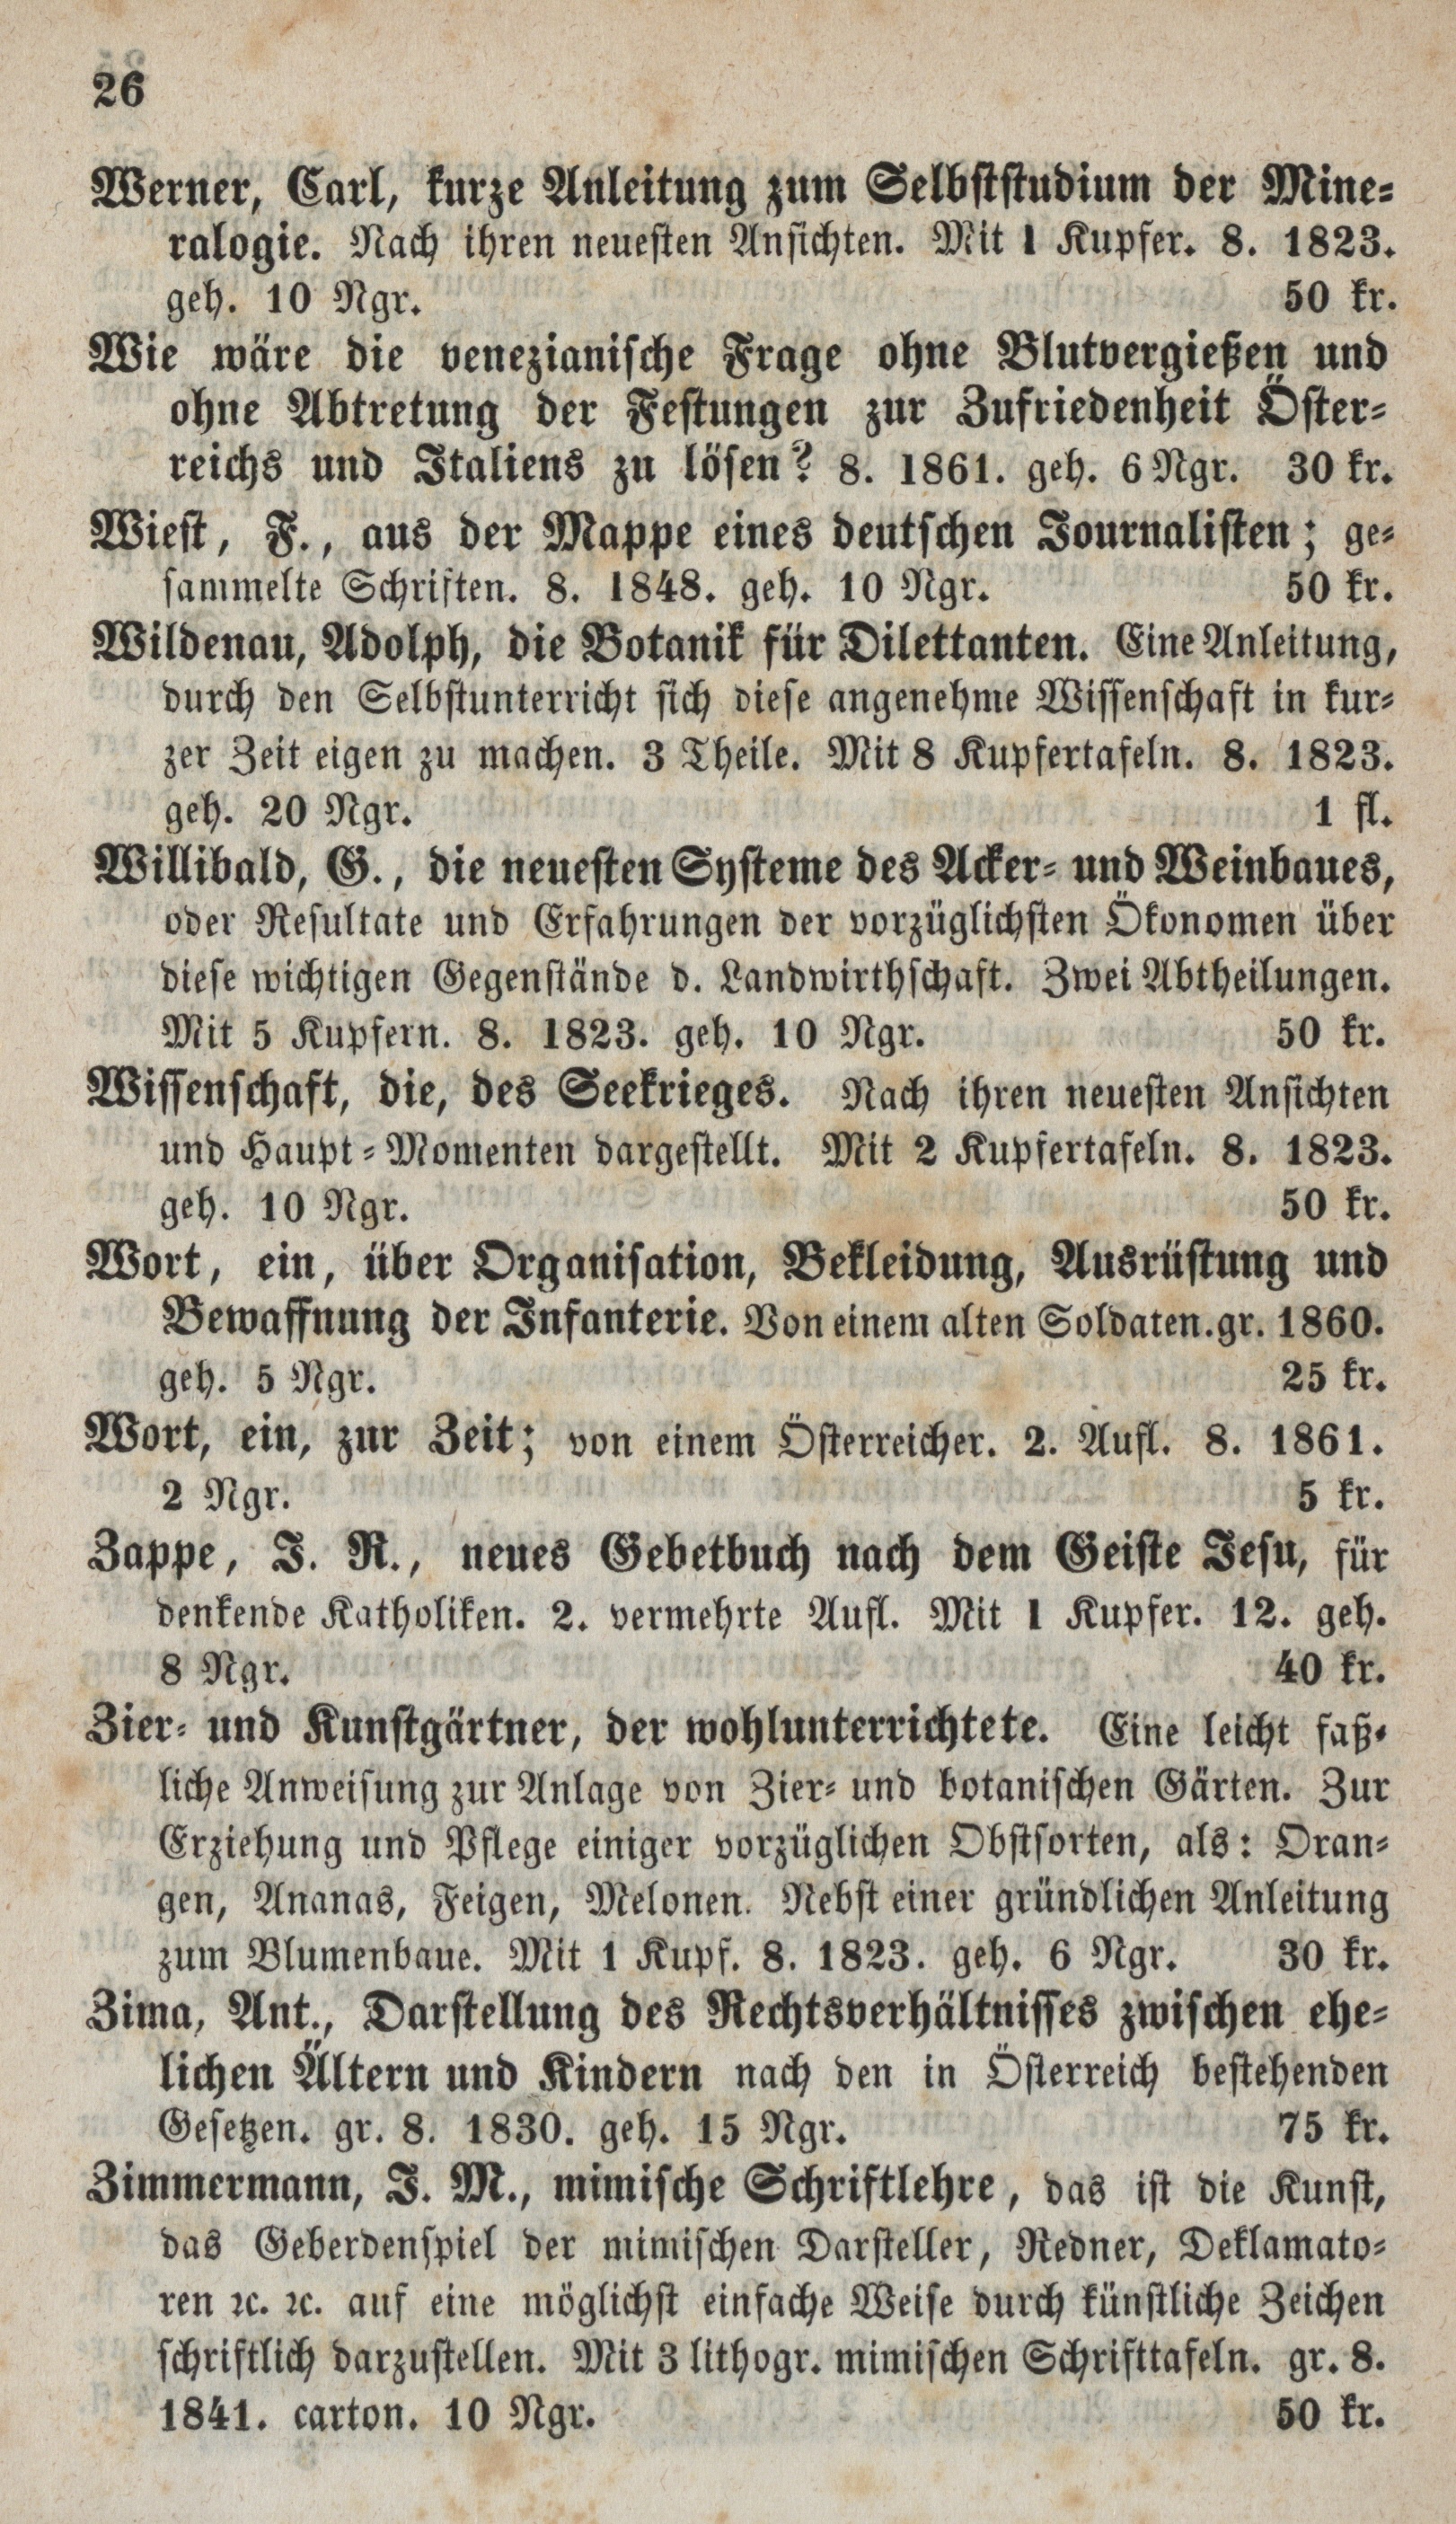 26
Werner, Carl, kurze Anleitung zum Selbststudium der Mine-
ralogie. Nach ihren neuesten Ansichten. Mit 1 Kupfer. 8. 1823.
geh. 10 Ngr. 50 kr.
Wie wäre die venezianische Frage ohne Blutvergießen und
ohne Abtretung der Festungen zur Zufriedenheit Öster-
reichs und Italiens zu lösen? 8. 1861. geh. 6 Ngr. 30 kr.
Wiest, F., aus der Mappe eines deutschen Journalisten; ge-
sammelte Schriften. 8. 1848. geh. 10 Ngr. 50 kr.
Wildenau, Adolph, die Botanik für Dilettanten. Eine Anleitung,
durch den Selbstunterricht sich diese angenehme Wissenschaft in kur-
zer Zeit eigen zu machen. 3 Theile. Mit 8 Kupfertafeln. 8. 1823.
geh. 20 Ngr. 1 fl.
Willibald, G., die neuesten Systeme des Acker- und Weinbaues,
oder Resultate und Erfahrungen der vorzüglichsten Ökonomen über
diese wichtigen Gegenstände d. Landwirthschaft. Zwei Abtheilungen.
Mit 5 Kupfern. 8. 1823. geh. 10 Ngr. 50 kr.
Wissenschaft, die, des Seekrieges. Nach ihren neuesten Ansichten
und Haupt-Momenten dargestellt. Mit 2 Kupfertafeln. 8. 1823.
geh. 10 Ngr. 50 kr.
Wort, ein, über Organisation, Bekleidung, Ausrüstung und
Bewaffnung der Infanterie. Von einem alten Soldaten. gr. 1860.
geh. 5 Ngr. 25 kr.
Wort, ein, zur Zeit; von einem Österreicher. 2. Aufl. 8. 1861.
2 Ngr. 5 kr.
Zappe, J. R., neues Gebetbuch nach dem Geiste Jesu, für
denkende Katholiken. 2. vermehrte Aufl. Mit 1 Kupfer. 12. geh.
8 Ngr. 40 kr.
Zier- und Kunstgärtner, der wohlunterrichtete. Eine leicht faß-
liche Anweisung zur Anlage von Zier- und botanischen Gärten. Zur
Erziehung und Pflege einiger vorzüglichen Obstsorten, als: Oran-
gen, Ananas, Feigen, Melonen. Nebst einer gründlichen Anleitung
zum Blumenbaue. Mit 1 Kupf. 8. 1823. geh. 6 Ngr. 30 kr.
Zima, Ant., Darstellung des Rechtsverhältnisses zwischen ehe-
lichen Ältern und Kindern nach den in Österreich bestehenden
Gesetzen. gr. 8. 1830. geh. 15 Ngr. 75 kr.
Zimmermann, J. M., mimische Schriftlehre, das ist die Kunst,
das Geberdenspiel der mimischen Darsteller, Redner, Deklamato-
ren ꝛc. ꝛc. auf eine möglichst einfache Weise durch künstliche Zeichen
schriftlich darzustellen. Mit 3 lithogr. mimischen Schrifttafeln. gr. 8.
1841. carton. 10 Ngr. 50 kr.